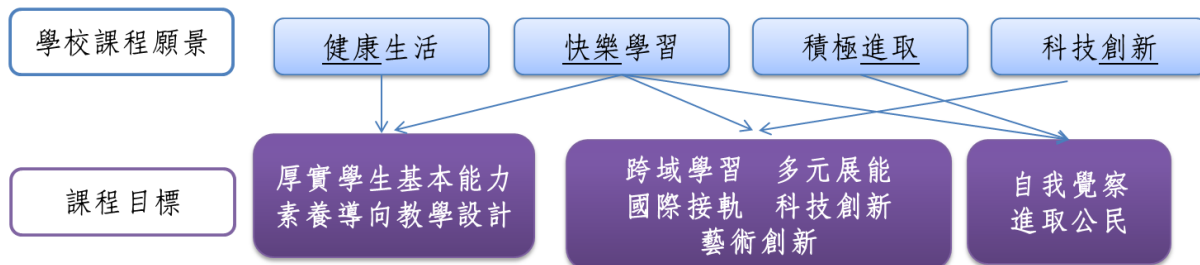 學校課程願景
健康生活
快樂學習
積極進取
科技創新
課程目標
厚實學生基本能力
素養導向教學設計
跨域學習 多元展能
國際接軌 科技創新
藝術創新
自我覺察
進取公民